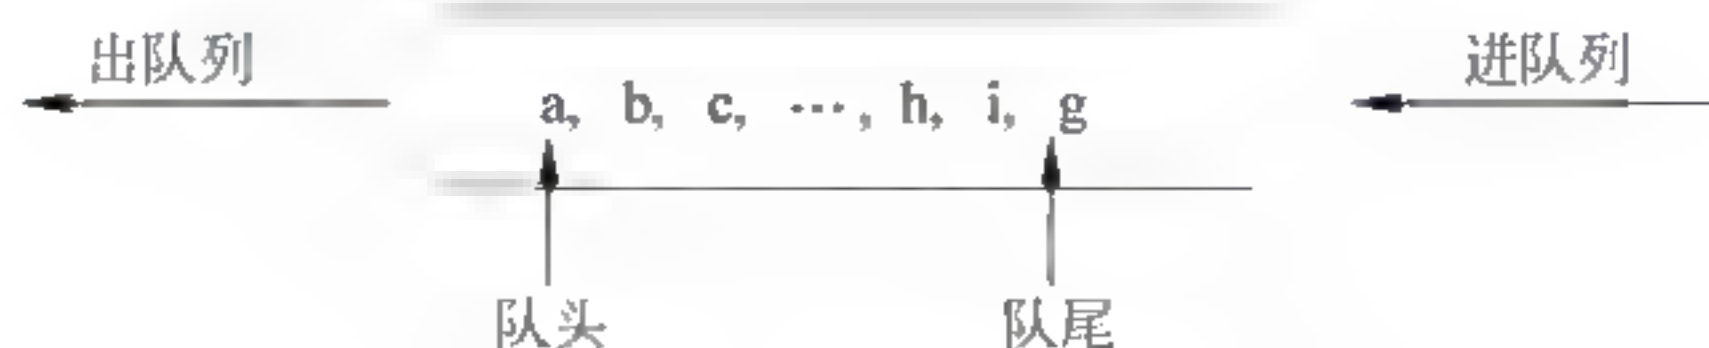 出队列 进队列
a, b, c, …, h, i, g
队头 队尾